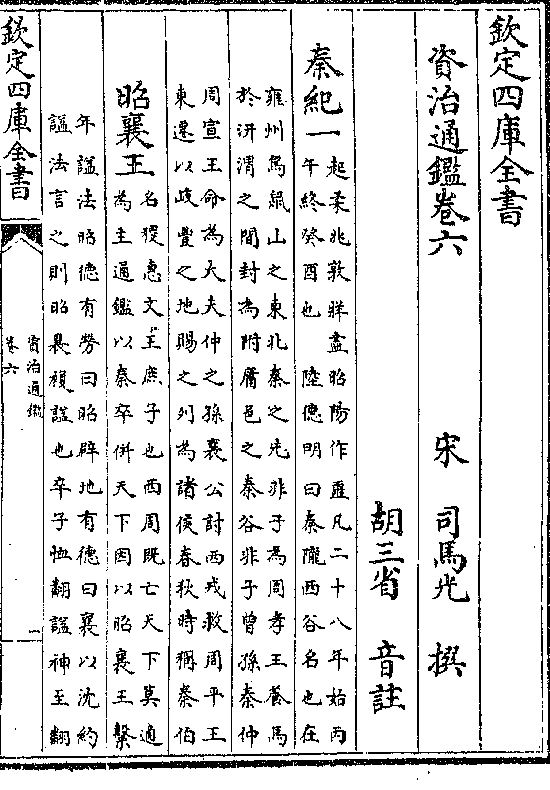 欽定四庫全書
資治通鑑卷六　宋　司馬光　撰
胡三省　音註
秦紀一
起柔兆敦牂盡昭陽作噩凡二十八年始丙
午終癸酉也　陸德明曰秦隴西谷名也在
雍州鳥鼠山之東北秦之先非子為周孝王養馬
於汧渭之間封為附庸邑之秦谷非子曾孫秦仲
周宣王命為大夫仲之孫襄公討西戎救周平王
東遷以岐豐之地賜之列為諸侯春秋時稱秦伯
昭襄王
名稷惠文王庶子也西周既亡天下莫適
為主通鑑以秦卒併天下因以昭襄王繫
年諡法昭德有勞曰昭辟地有德曰襄以沈約
諡法言之則昭襄複諡也卒子恤翻諡神至翻
欽定四庫全書
資治通鑑
卷六
一